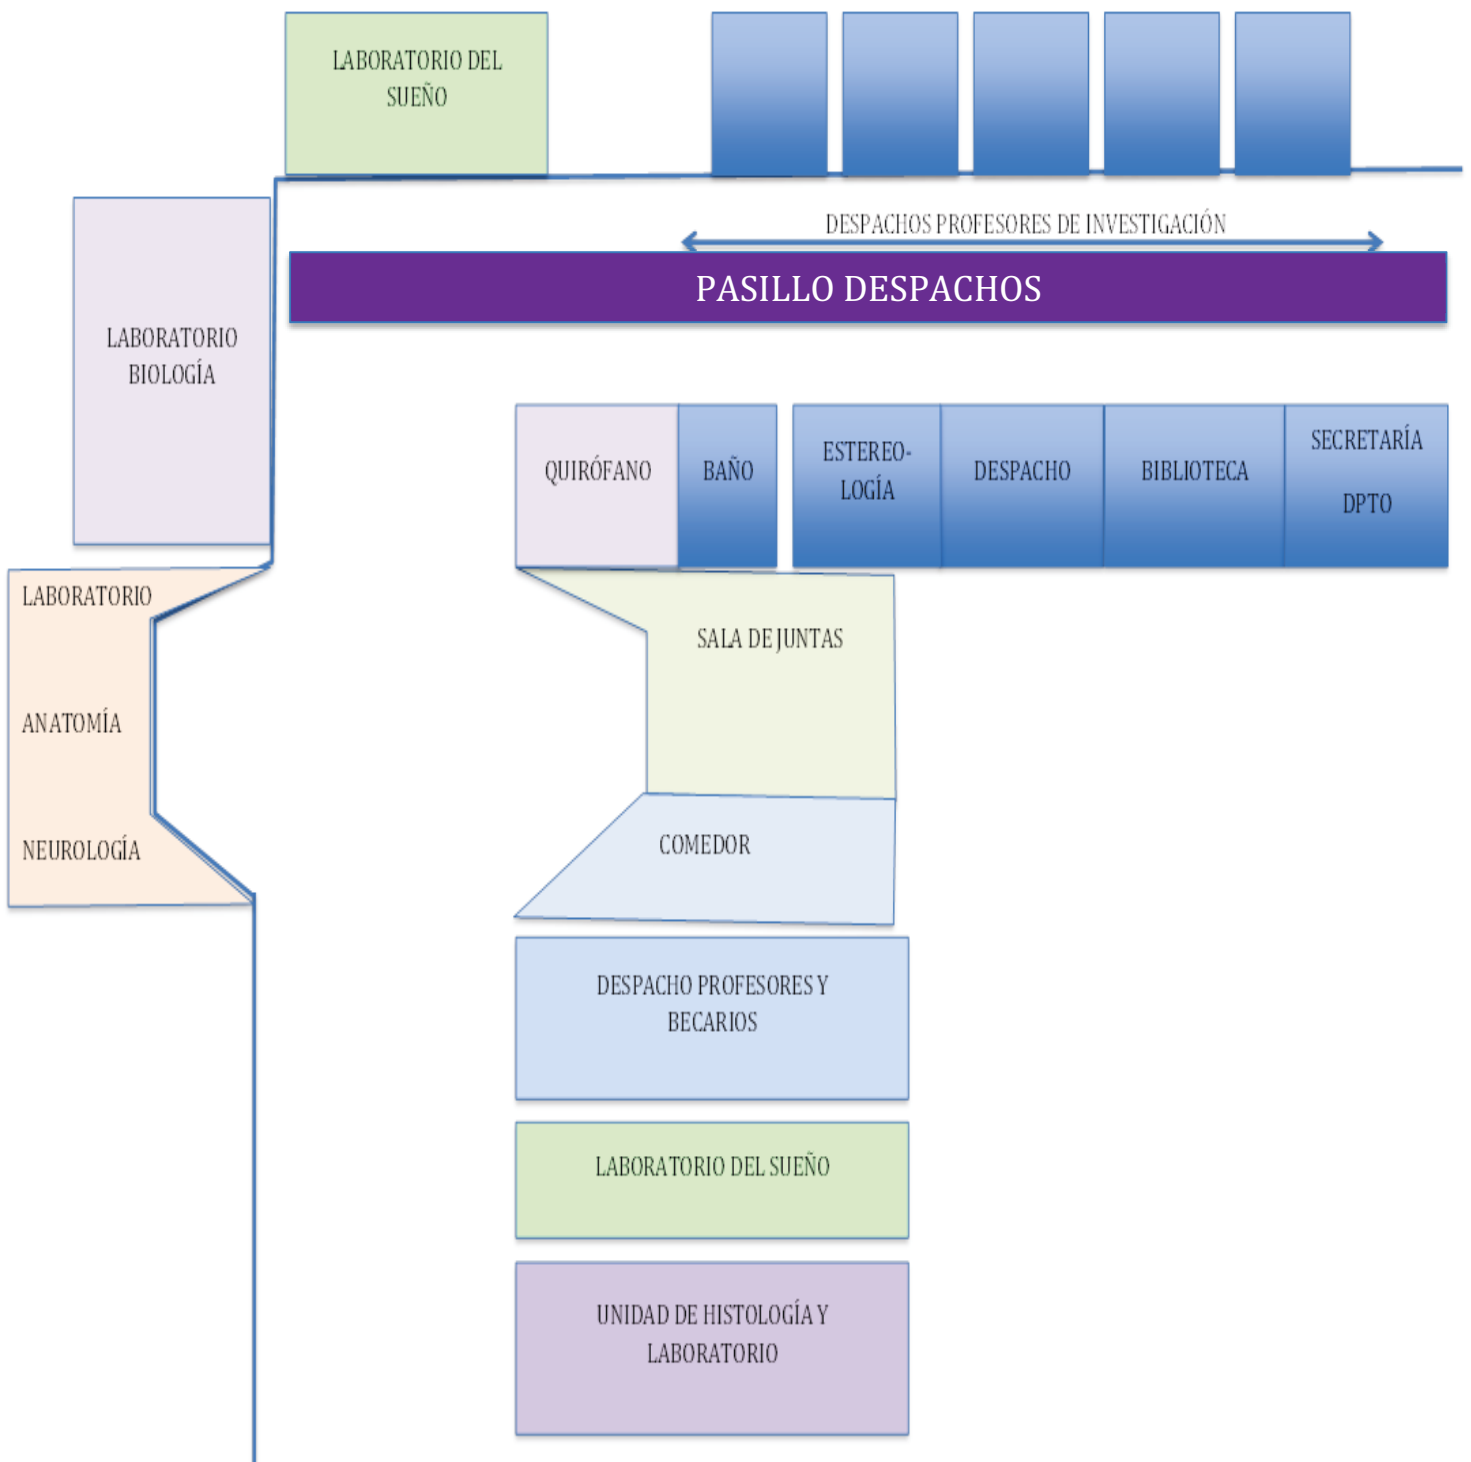 LABORATORIO DEL
SUEÑO
DESPACHOS PROFESORES DE INVESTIGACIÓN
PASILLO DESPACHOS
LABORATORIO
BIOLOGÍA
QUIRÓFANO
BAÑO
ESTEREO-
LOGÍA
DESPACHO
BIBLIOTECA
SECRETARÍA
DPTO
LABORATORIO
ANATOMÍA
NEUROLOGÍA
SALA DE JUNTAS
COMEDOR
DESPACHO PROFESORES Y
BECARIOS
LABORATORIO DEL SUEÑO
UNIDAD DE HISTOLOGÍA Y
LABORATORIO